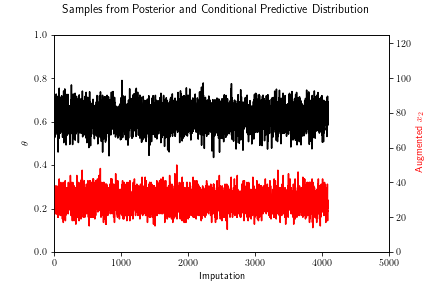 Samples from Posterior and Conditional Predictive Distribution
1.0
0.8
0.6
0.4
0.2
0.0
θ
120
100
80
60
40
20
0
Augmented x₂
0 1000 2000 3000 4000 5000
Imputation